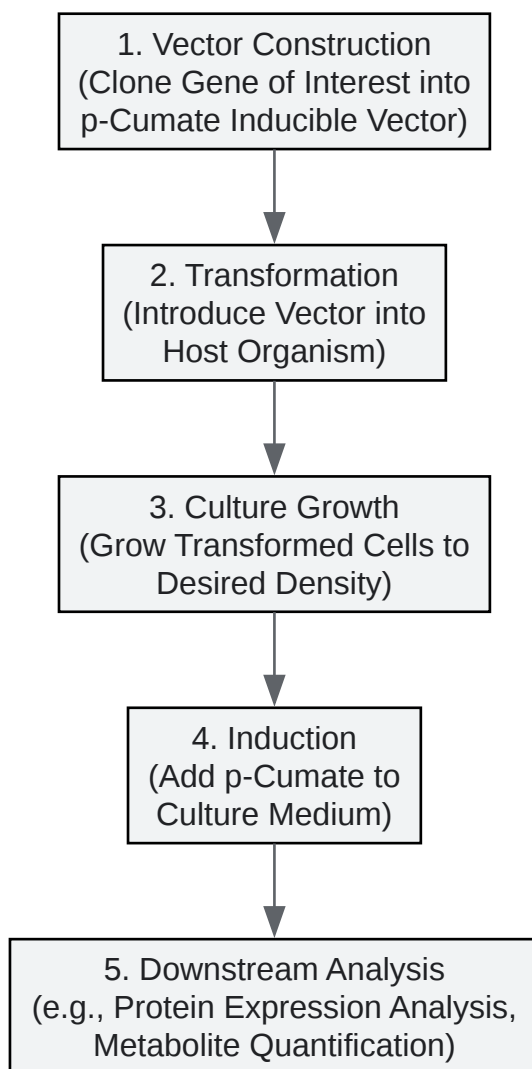 1. Vector Construction
(Clone Gene of Interest into
p-Cumate Inducible Vector)
2. Transformation
(Introduce Vector into
Host Organism)
3. Culture Growth
(Grow Transformed Cells to
Desired Density)
4. Induction
(Add p-Cumate to
Culture Medium)
5. Downstream Analysis
(e.g., Protein Expression Analysis,
Metabolite Quantification)